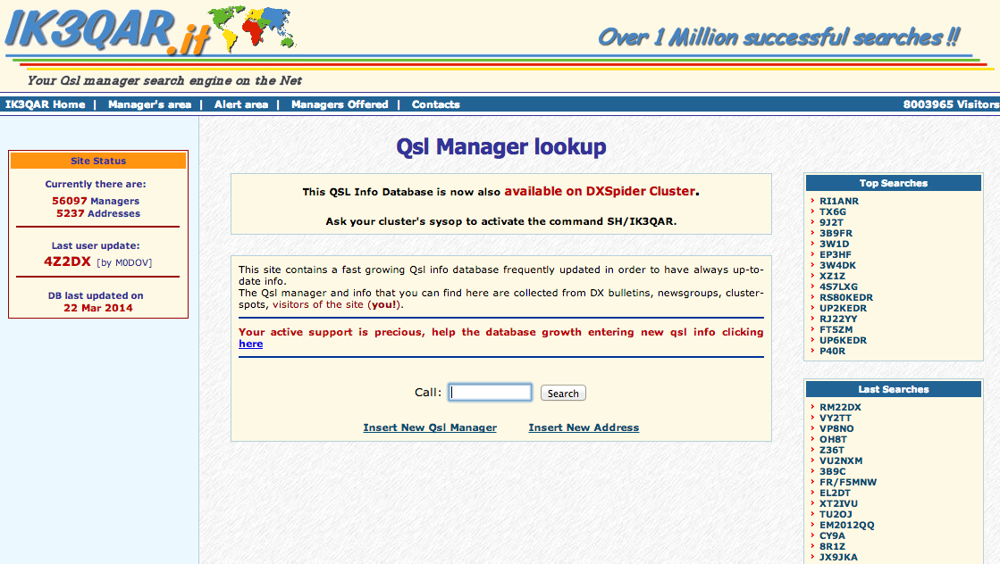 IK3QAR.it
Over 1 Million successful searches !!
Your Qsl manager search engine on the Net
IK3QAR Home | Manager's area | Alert area | Managers Offered | Contacts
8003965 Visitors
Site Status
Currently there are:
56097 Managers
5237 Addresses
Last user update:
4Z2DX [by M0DOV]
DB last updated on
22 Mar 2014
Qsl Manager lookup
This QSL Info Database is now also available on DXSpider Cluster.
Ask your cluster's sysop to activate the command SH/IK3QAR.
This site contains a fast growing Qsl info database frequently updated in order to have always up-to-
date info.
The Qsl manager and info that you can find here are collected from DX bulletins, newsgroups, cluster-
spots, visitors of the site (you!).
Your active support is precious, help the database growth entering new qsl info clicking
here
Call:
Search
Insert New Qsl Manager
Insert New Address
Top Searches
RI1ANR
TX6G
9J2T
3B9FR
3W1D
EP3HF
3W4DK
XZ1Z
4S7LXG
RS80KEDR
UP2KEDR
RJ22YY
FT5ZM
UP6KEDR
P40R
Last Searches
RM22DX
VY2TT
VP8NO
OH8T
Z36T
VU2NXM
3B9C
FR/F5MNW
EL2DT
XT2IVU
TU2OJ
EM2012QQ
CY9A
8R1Z
JX9JKA